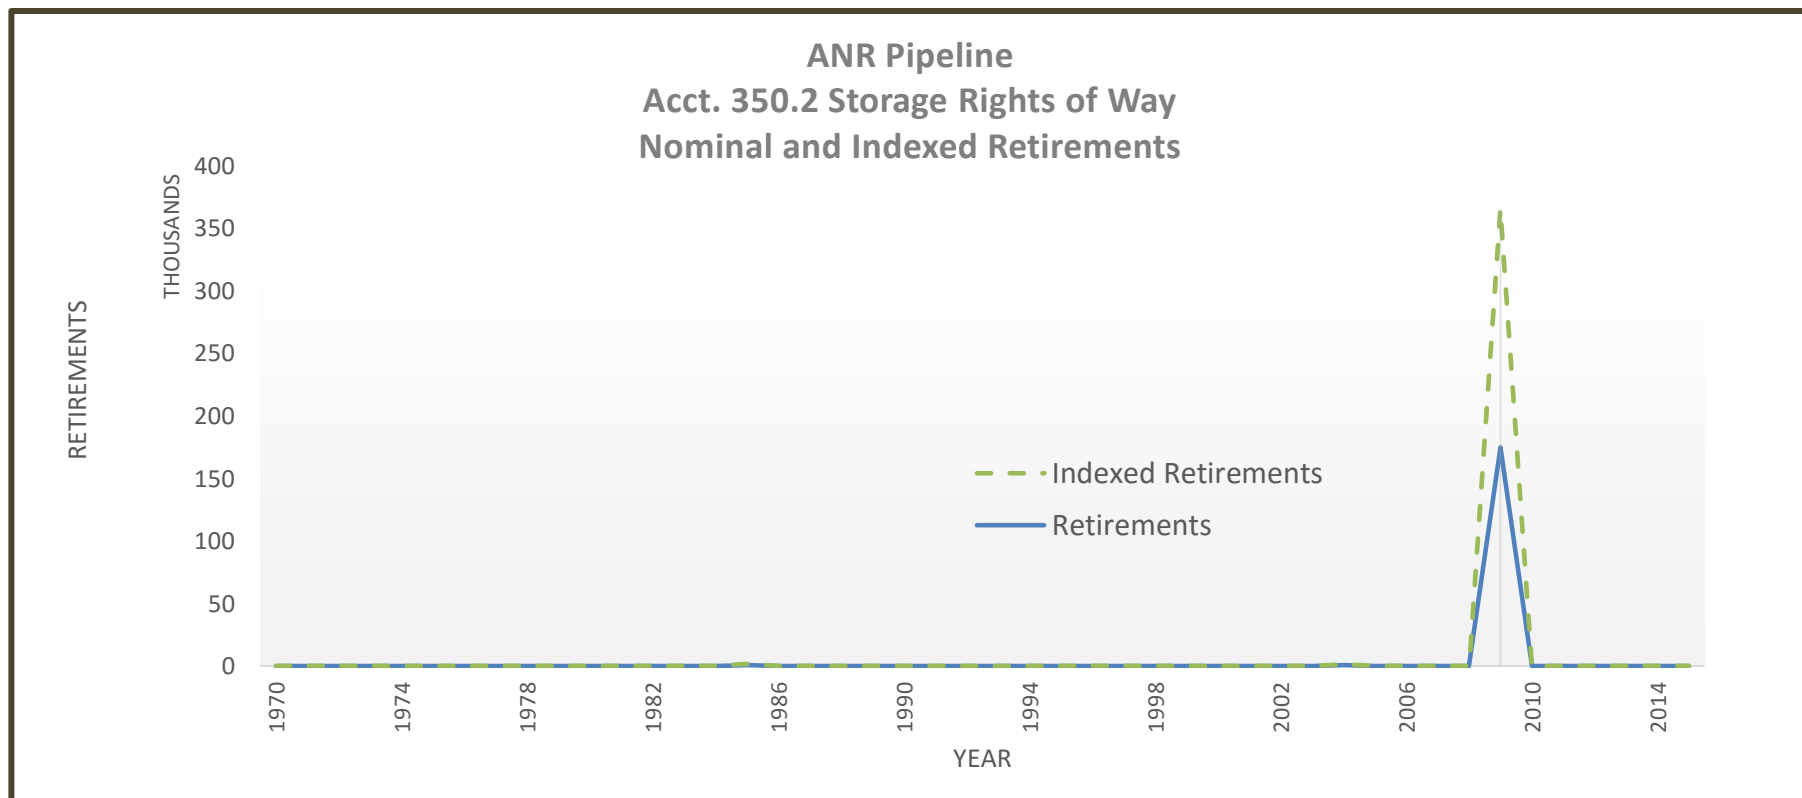 ANR Pipeline
Acct. 350.2 Storage Rights of Way
Nominal and Indexed Retirements
RETIREMENTS
THOUSANDS
400
350
300
250
200
150
100
50
0
Indexed Retirements
Retirements
1970
1974
1978
1982
1986
1990
1994
1998
2002
2006
2010
2014
YEAR